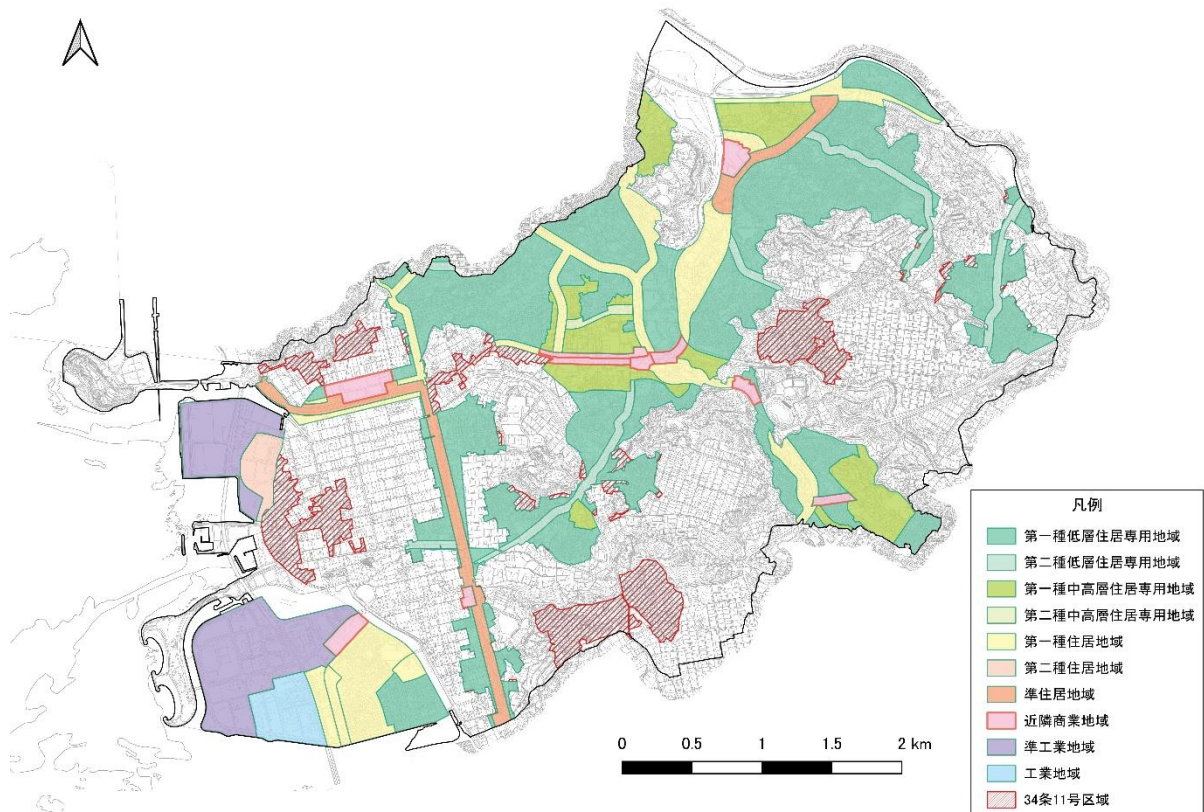 凡例
第一種低層住居専用地域
第二種低層住居専用地域
第一種中高層住居専用地域
第二種中高層住居専用地域
第一種住居地域
第二種住居地域
準住居地域
近隣商業地域
準工業地域
工業地域
34条11号区域
0 0.5 1 1.5 2 km